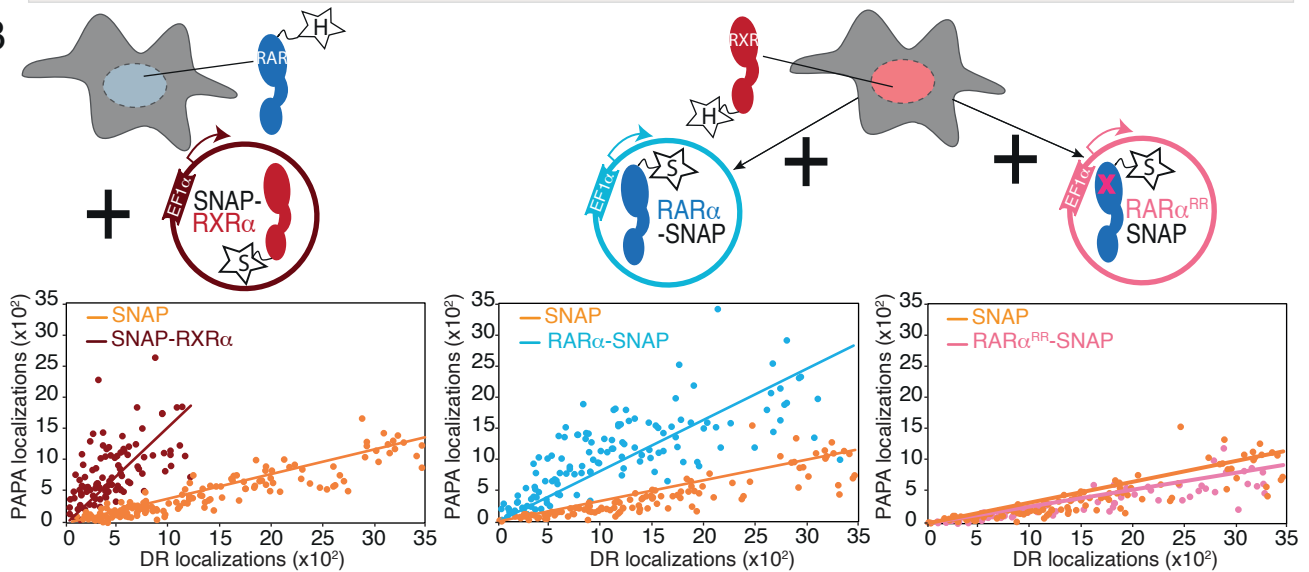 B
H
RAR
EF1α
SNAP-
RXRα
S
RXR
H
EF1α
S
RARα
-SNAP
EF1α
X
S
RARα^RR
SNAP
PAPA localizations (x10²)
35
30
25
20
15
10
5
0
SNAP
SNAP-RXRα
0 5 10 15 20 25 30 35
DR localizations (x10²)
PAPA localizations (x10²)
35
30
25
20
15
10
5
0
SNAP
RARα-SNAP
0 5 10 15 20 25 30 35
DR localizations (x10²)
PAPA localizations (x10²)
35
30
25
20
15
10
5
0
SNAP
RARα^RR-SNAP
0 5 10 15 20 25 30 35
DR localizations (x10²)